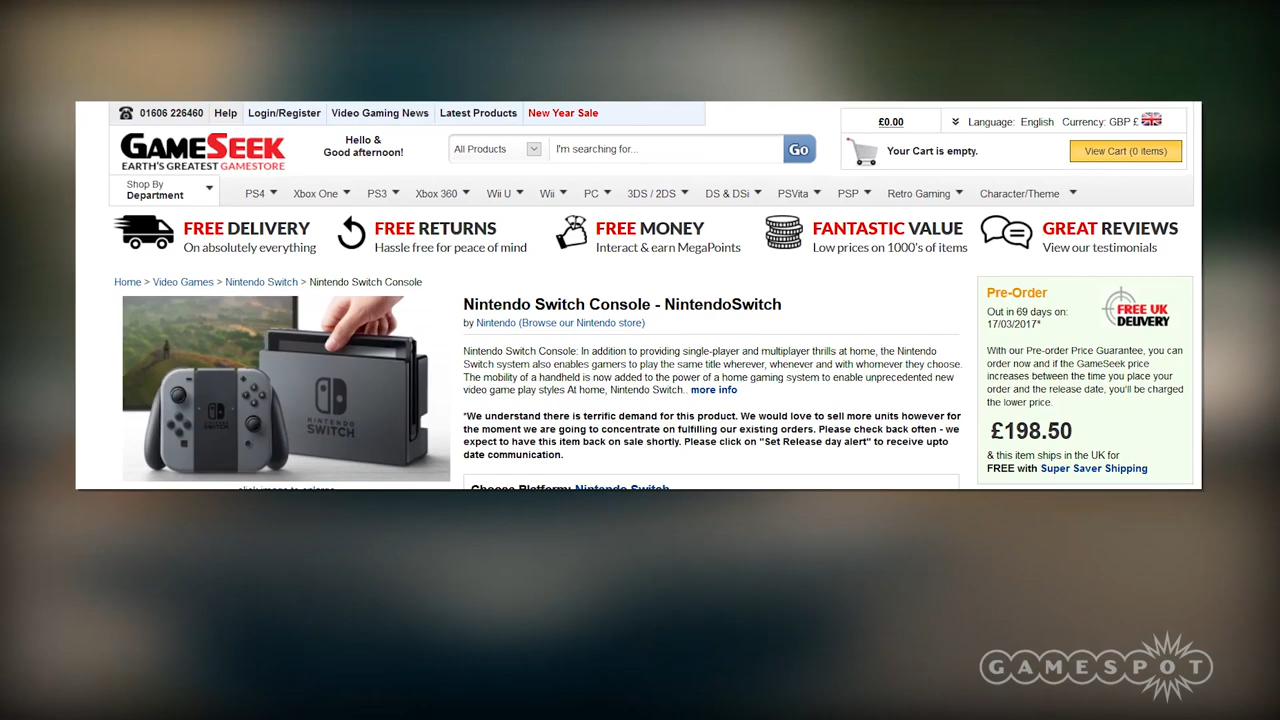 01606 226460 Help Login/Register Video Gaming News Latest Products New Year Sale
£0.00 Language: English Currency: GBP £
GAMESEEK
EARTH'S GREATEST GAMESTORE
Hello &
Good afternoon!
All Products I'm searching for... Go
Your Cart is empty. View Cart (0 items)
Shop By
Department
PS4 Xbox One PS3 Xbox 360 Wii U Wii PC 3DS / 2DS DS & DSi PSVita PSP Retro Gaming Character/Theme
FREE DELIVERY
On absolutely everything
FREE RETURNS
Hassle free for peace of mind
FREE MONEY
Interact & earn MegaPoints
FANTASTIC VALUE
Low prices on 1000's of items
GREAT REVIEWS
View our testimonials
Home > Video Games > Nintendo Switch > Nintendo Switch Console
NINTENDO
SWITCH
Nintendo Switch Console - NintendoSwitch
by Nintendo (Browse our Nintendo store)
Nintendo Switch Console: In addition to providing single-player and multiplayer thrills at home, the Nintendo
Switch system also enables gamers to play the same title wherever, whenever and with whomever they choose.
The mobility of a handheld is now added to the power of a home gaming system to enable unprecedented new
video game play styles At home, Nintendo Switch.. more info
*We understand there is terrific demand for this product. We would love to sell more units however for
the moment we are going to concentrate on fulfilling our existing orders. Please check back often - we
expect to have this item back on sale shortly. Please click on "Set Release day alert" to receive upto
date communication.
Choose Platform: Nintendo Switch
click image to enlarge
Pre-Order
Out in 69 days on:
17/03/2017*
FREE UK
DELIVERY
With our Pre-order Price Guarantee, you can
order now and if the GameSeek price
increases between the time you place your
order and the release date, you'll be charged
the lower price.
£198.50
& this item ships in the UK for
FREE with Super Saver Shipping
GAMESPOT